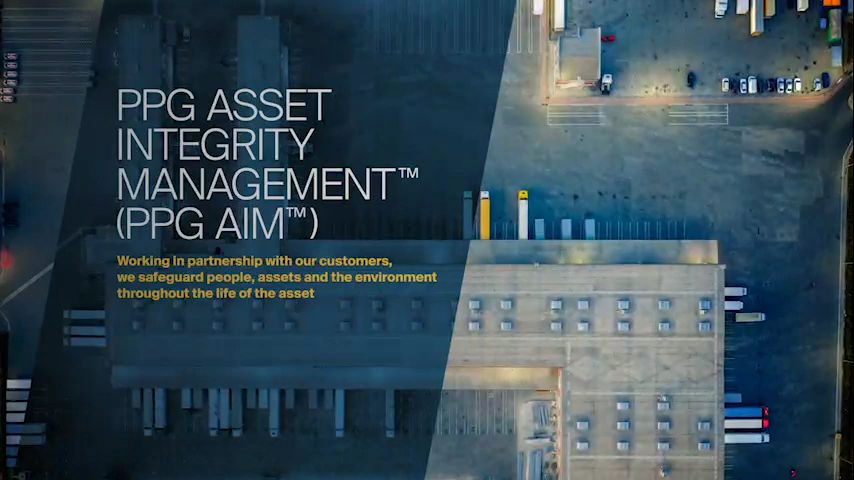 PPG ASSET
INTEGRITY
MANAGEMENT™
(PPG AIM™)
Working in partnership with our customers,
we safeguard people, assets and the environment
throughout the life of the asset